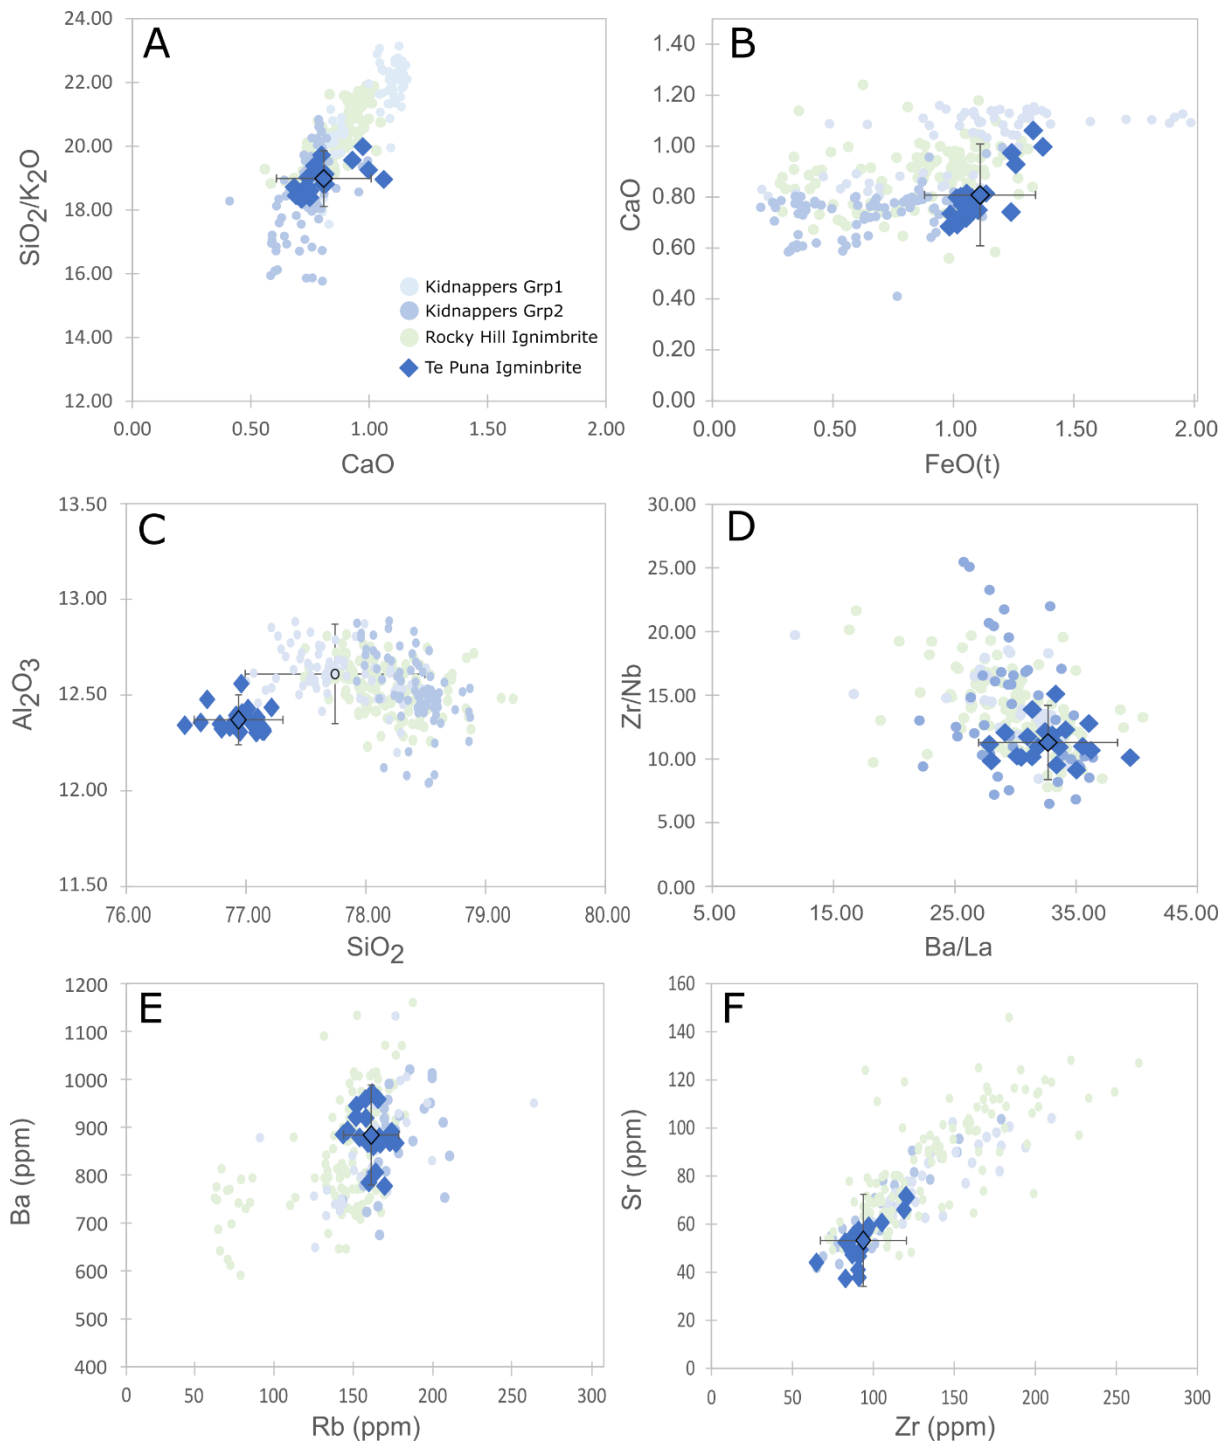 A
24.00
22.00
20.00
18.00
16.00
14.00
12.00
0.00 0.50 1.00 1.50 2.00
SiO2/K2O
CaO
Kidnappers Grp1
Kidnappers Grp2
Rocky Hill Ignimbrite
Te Puna Igminbrite
B
1.40
1.20
1.00
0.80
0.60
0.40
0.20
0.00
0.00 0.50 1.00 1.50 2.00
CaO
FeO(t)
C
13.50
13.00
12.50
12.00
11.50
76.00 77.00 78.00 79.00 80.00
Al2O3
SiO2
D
30.00
25.00
20.00
15.00
10.00
5.00
0.00
5.00 15.00 25.00 35.00 45.00
Zr/Nb
Ba/La
E
1200
1100
1000
900
800
700
600
500
400
0 50 100 150 200 250 300
Ba (ppm)
Rb (ppm)
F
160
140
120
100
80
60
40
20
0
0 50 100 150 200 250 300
Sr (ppm)
Zr (ppm)